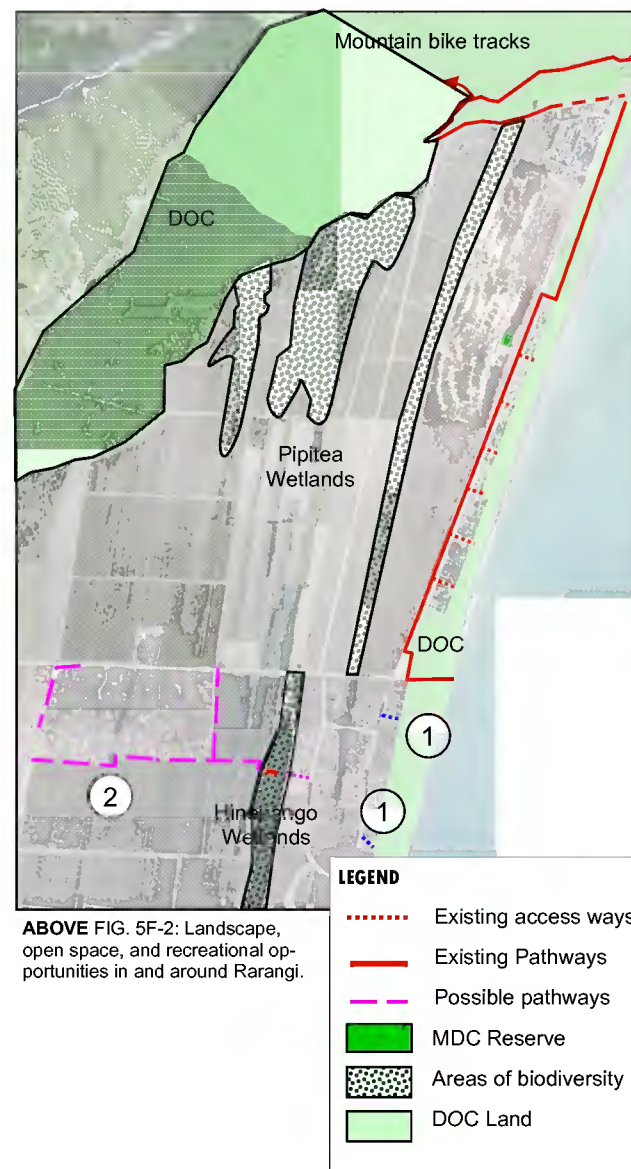 Mountain bike tracks
DOC
Pipitea
Wetlands
DOC
1
1
2
Wetlands
LEGEND
Existing access ways
Existing Pathways
Possible pathways
MDC Reserve
Areas of biodiversity
DOC Land
ABOVE FIG. 5F-2: Landscape,
open space, and recreational op-
portunities in and around Rarangi.